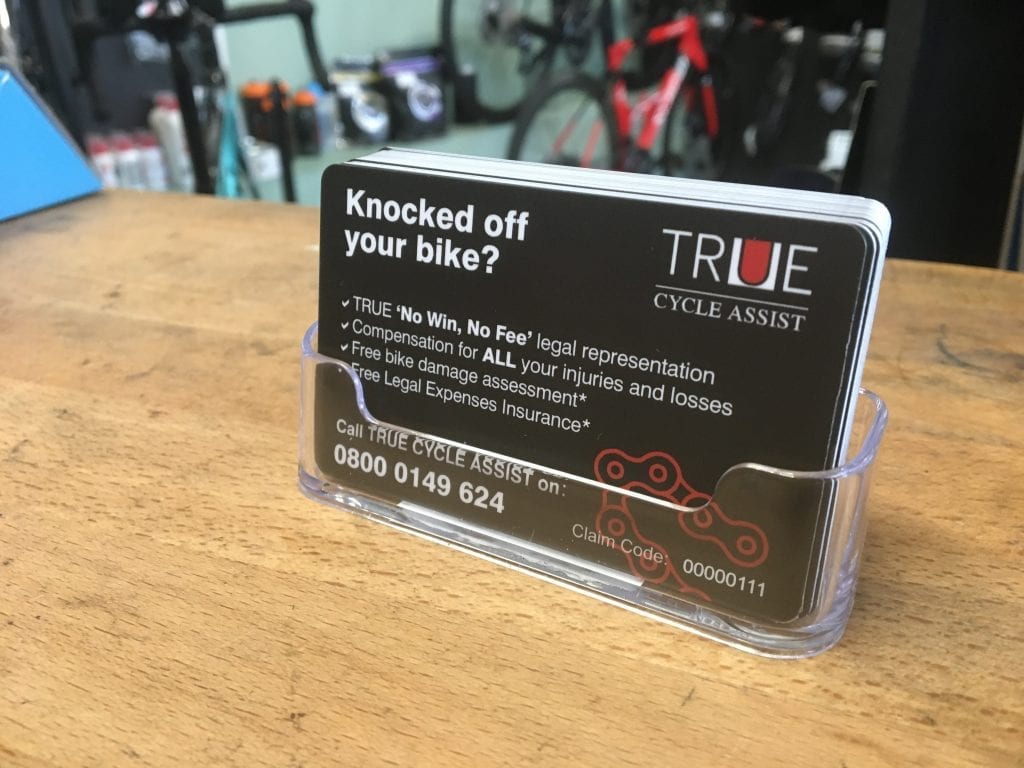 Knocked off
your bike?
TRUE
CYCLE ASSIST
✓TRUE ‘No Win, No Fee’ legal representation
✓Compensation for ALL your injuries and losses
✓Free bike damage assessment*
✓Free Legal Expenses Insurance*
Call TRUE CYCLE ASSIST on:
0800 0149 624
Claim Code: 00000111